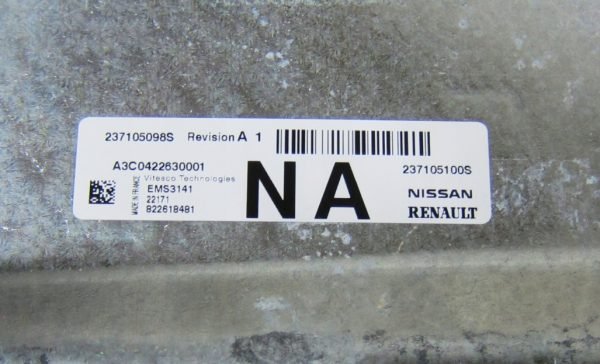 237105098S Revision A 1
A3C0422630001
Vitesco Technologies
MADE IN FRANCE
EMS3141
22171
822618481
NA
237105100S
NISSAN
RENAULT